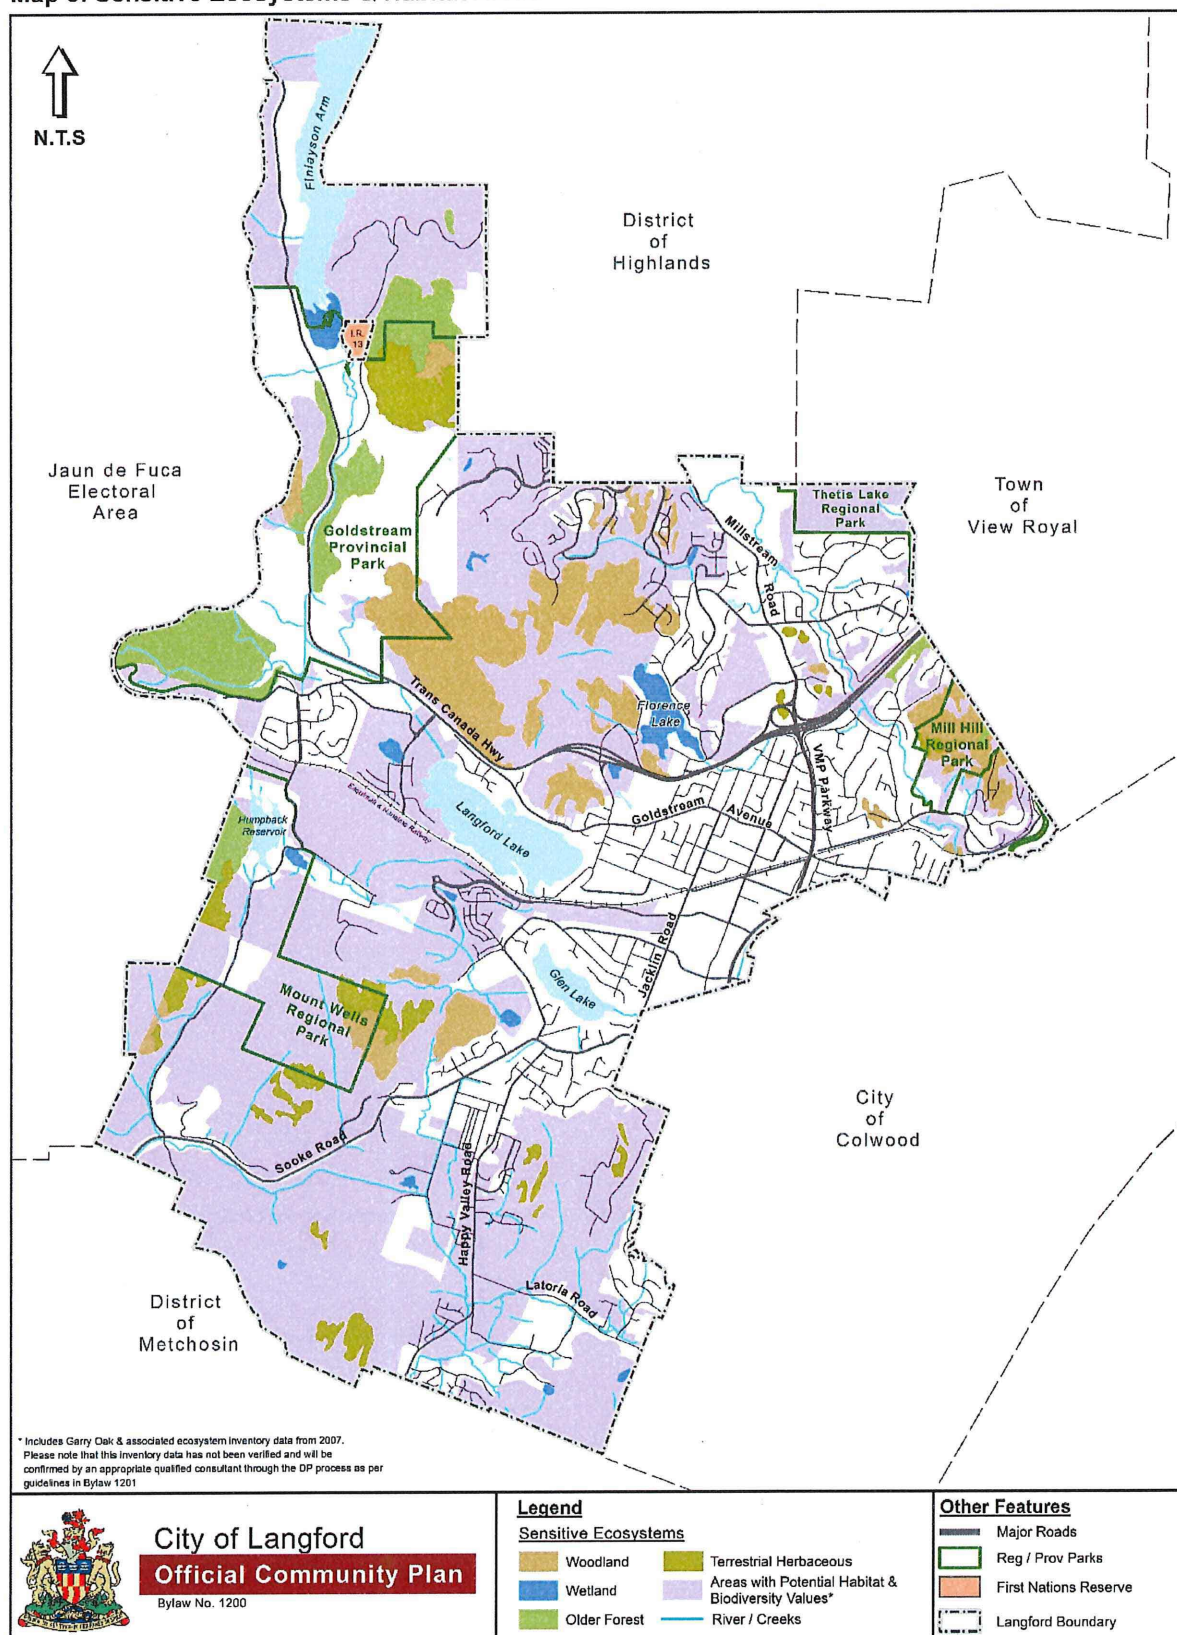 N.T.S
Finlayson Arm
District
of
Highlands
I.R.
13
Jaun de Fuca
Electoral
Area
Goldstream
Provincial
Park
Thetis Lake
Regional
Park
Town
of
View Royal
Millstream
Road
Trans Canada Hwy
Florence
Lake
Mill Hill
Regional
Park
VMP Parkway
Goldstream Avenue
Langford Lake
Esquimalt & Nanaimo Railway
Humpback
Reservoir
Jacklin Road
Glen Lake
Mount Wells
Regional
Park
City
of
Colwood
Sooke Road
Happy Valley Road
Latoria Road
District
of
Metchosin
* Includes Garry Oak & associated ecosystem inventory data from 2007.
Please note that this inventory data has not been verified and will be
confirmed by an appropriate qualified consultant through the DP process as per
guidelines in Bylaw 1201
City of Langford
Official Community Plan
Bylaw No. 1200
Legend
Sensitive Ecosystems
Woodland
Wetland
Older Forest
Terrestrial Herbaceous
Areas with Potential Habitat &
Biodiversity Values*
River / Creeks
Other Features
Major Roads
Reg / Prov Parks
First Nations Reserve
Langford Boundary